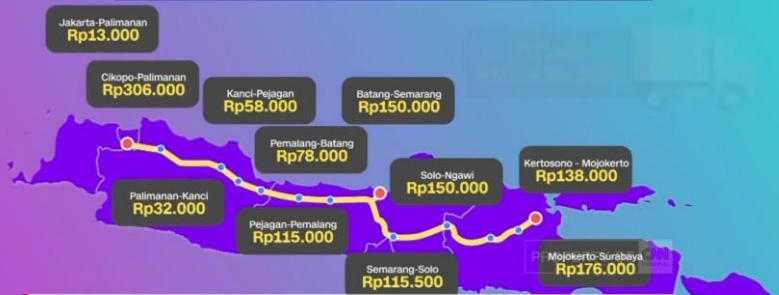 Jakarta-Palimanan
Rp13.000
Cikopo-Palimanan
Rp306.000
Kanci-Pejagan
Rp58.000
Batang-Semarang
Rp150.000
Pemalang-Batang
Rp78.000
Solo-Ngawi
Rp150.000
Kertosono - Mojokerto
Rp138.000
Palimanan-Kanci
Rp32.000
Pejagan-Pemalang
Rp115.000
Semarang-Solo
Rp115.500
Mojokerto-Surabaya
Rp176.000